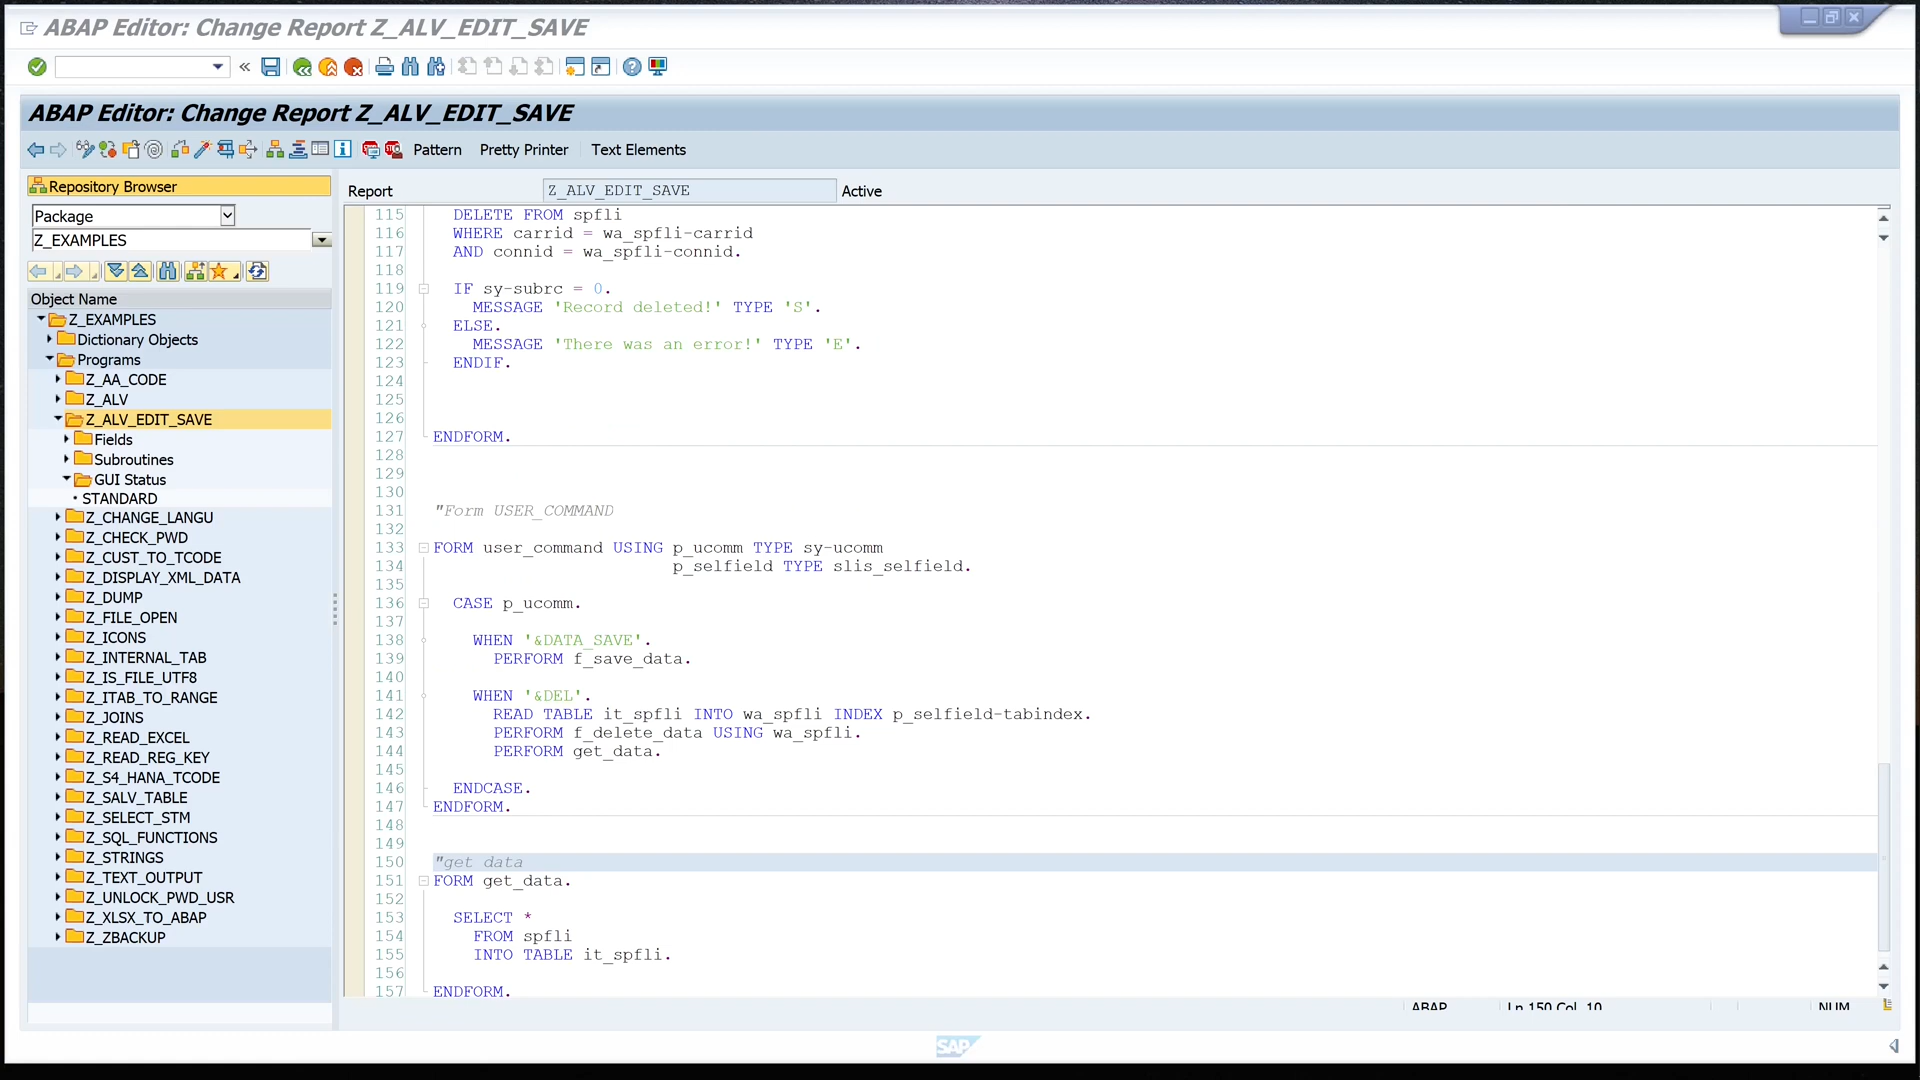 ABAP Editor: Change Report Z_ALV_EDIT_SAVE
ABAP Editor: Change Report Z_ALV_EDIT_SAVE
Pattern Pretty Printer Text Elements
Repository Browser
Package
Z_EXAMPLES
Object Name
Z_EXAMPLES
Dictionary Objects
Programs
Z_AA_CODE
Z_ALV
Z_ALV_EDIT_SAVE
Fields
Subroutines
GUI Status
STANDARD
Z_CHANGE_LANGU
Z_CHECK_PWD
Z_CUST_TO_TCODE
Z_DISPLAY_XML_DATA
Z_DUMP
Z_FILE_OPEN
Z_ICONS
Z_INTERNAL_TAB
Z_IS_FILE_UTF8
Z_ITAB_TO_RANGE
Z_JOINS
Z_READ_EXCEL
Z_READ_REG_KEY
Z_S4_HANA_TCODE
Z_SALV_TABLE
Z_SELECT_STM
Z_SQL_FUNCTIONS
Z_STRINGS
Z_TEXT_OUTPUT
Z_UNLOCK_PWD_USR
Z_XLSX_TO_ABAP
Z_ZBACKUP
Report Z_ALV_EDIT_SAVE Active
115 DELETE FROM spfli
116 WHERE carrid = wa_spfli-carrid
117 AND connid = wa_spfli-connid.
118
119 IF sy-subrc = 0.
120 MESSAGE 'Record deleted!' TYPE 'S'.
121 ELSE.
122 MESSAGE 'There was an error!' TYPE 'E'.
123 ENDIF.
124
125
126
127 ENDFORM.
128
129
130
131 "Form USER_COMMAND
132
133 FORM user_command USING p_ucomm TYPE sy-ucomm
134 p_selfield TYPE slis_selfield.
135
136 CASE p_ucomm.
137
138 WHEN '&DATA_SAVE'.
139 PERFORM f_save_data.
140
141 WHEN '&DEL'.
142 READ TABLE it_spfli INTO wa_spfli INDEX p_selfield-tabindex.
143 PERFORM f_delete_data USING wa_spfli.
144 PERFORM get_data.
145
146 ENDCASE.
147 ENDFORM.
148
149
150 "get data
151 FORM get_data.
152
153 SELECT *
154 FROM spfli
155 INTO TABLE it_spfli.
156
157 ENDFORM.
ABAP Ln 150 Col 10 NUM
SAP